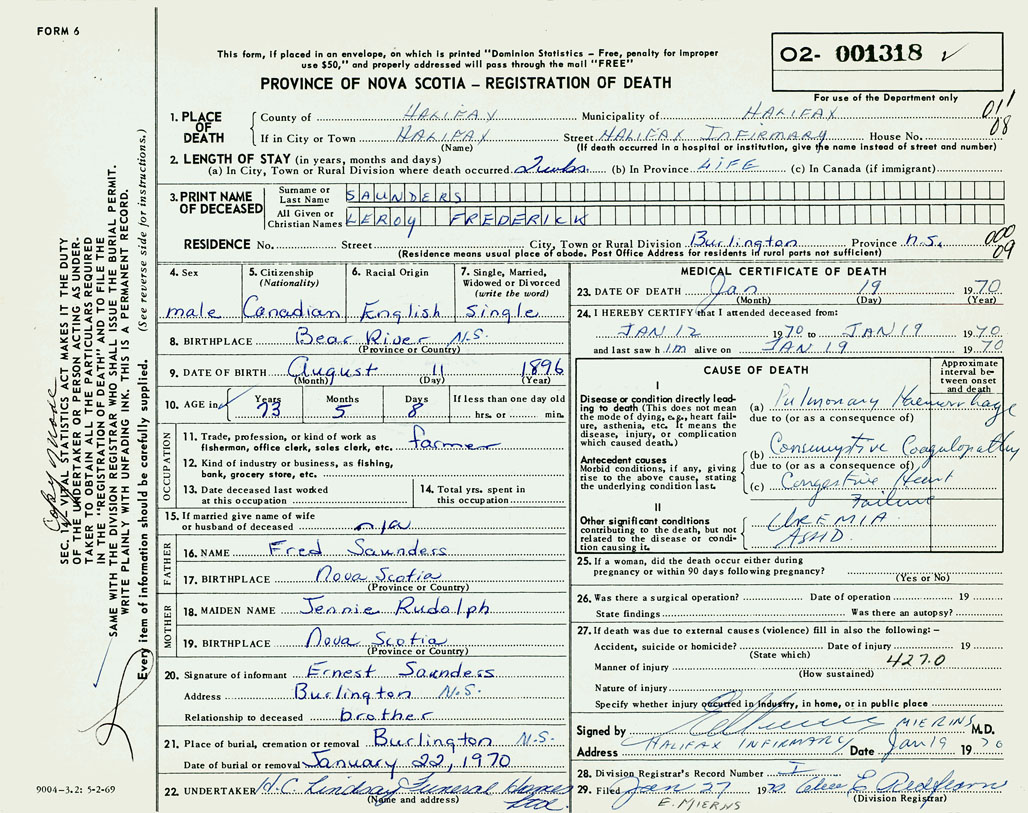 FORM 6
This form, if placed in an envelope, on which is printed "Dominion Statistics – Free, penalty for improper
use $50," and properly addressed will pass through the mail "FREE"
O2- 001318 ✓
PROVINCE OF NOVA SCOTIA – REGISTRATION OF DEATH
For use of the Department only
011
08
1. PLACE OF DEATH
County of HALIFAX Municipality of HALIFAX
If in City or Town HALIFAX Street HALIFAX INFIRMARY House No.
(Name) (If death occurred in a hospital or institution, give the name instead of street and number)
2. LENGTH OF STAY (in years, months and days)
(a) In City, Town or Rural Division where death occurred 2 wks. (b) In Province LIFE (c) In Canada (if immigrant)
3. PRINT NAME OF DECEASED
Surname or Last Name SAUNDERS
All Given or Christian Names LEROY FREDERICK
RESIDENCE No. Street City, Town or Rural Division Burlington Province N.S.
(Residence means usual place of abode. Post Office Address for residents in rural parts not sufficient)
000
09
4. Sex
male
5. Citizenship (Nationality)
Canadian
6. Racial Origin
English
7. Single, Married, Widowed or Divorced (write the word)
Single
8. BIRTHPLACE Bear River N.S.
(Province or Country)
9. DATE OF BIRTH August 11 1896
(Month) (Day) (Year)
10. AGE in ✓ Years Months Days If less than one day old
73 5 8 hrs. or min.
OCCUPATION
11. Trade, profession, or kind of work as
fisherman, office clerk, sales clerk, etc. farmer
12. Kind of industry or business, as fishing,
bank, grocery store, etc.
13. Date deceased last worked
at this occupation
14. Total yrs. spent in
this occupation
15. If married give name of wife
or husband of deceased n/a
FATHER
16. NAME Fred Saunders
17. BIRTHPLACE Nova Scotia
(Province or Country)
MOTHER
18. MAIDEN NAME Jennie Rudolph
19. BIRTHPLACE Nova Scotia
(Province or Country)
20. Signature of informant Ernest Saunders
Address Burlington N.S.
Relationship to deceased brother
21. Place of burial, cremation or removal Burlington N.S.
Date of burial or removal January 22, 1970
22. UNDERTAKER H.C. Lindsay Funeral Homes
(Name and address) Ltd.
MEDICAL CERTIFICATE OF DEATH
23. DATE OF DEATH Jan 19 1970
(Month) (Day) (Year)
24. I HEREBY CERTIFY that I attended deceased from:
JAN 12 1970 to JAN 19 1970
and last saw him alive on JAN 19 1970
CAUSE OF DEATH
Approximate interval between onset and death
I
Disease or condition directly leading to death (This does not mean the mode of dying, e.g., heart failure, asthenia, etc. It means the disease, injury, or complication which caused death.)
(a) Pulmonary Haemorrhage
due to (or as a consequence of)
Antecedent causes
Morbid conditions, if any, giving rise to the above cause, stating the underlying condition last.
(b) Consumptive Coagulopathy
due to (or as a consequence of)
(c) Congestive Heart
Failure
II
Other significant conditions
contributing to the death, but not related to the disease or condition causing it.
UREMIA
ASHD
25. If a woman, did the death occur either during
pregnancy or within 90 days following pregnancy?
(Yes or No)
26. Was there a surgical operation? Date of operation 19
State findings Was there an autopsy?
27. If death was due to external causes (violence) fill in also the following: –
Accident, suicide or homicide? Date of injury 19
(State which)
427.0
Manner of injury
(How sustained)
Nature of injury
Specify whether injury occurred in industry, in home, or in public place
Signed by MIERINS M.D.
Address HALIFAX INFIRMARY Date Jan 19 1970
28. Division Registrar's Record Number I
29. Filed Jan 27 19
(Division Registrar)
E. MIERNS
SEC. 14 – VITAL STATISTICS ACT MAKES IT THE DUTY
OF THE UNDERTAKER OR PERSON ACTING AS UNDER-
TAKER TO OBTAIN ALL THE PARTICULARS REQUIRED
IN THE "REGISTRATION OF DEATH" AND TO FILE THE
SAME WITH THE DIVISION REGISTRAR WHO SHALL ISSUE THE BURIAL PERMIT.
WRITE PLAINLY WITH UNFADING INK. THIS IS A PERMANENT RECORD.
Every item of information should be carefully supplied. (See reverse side for instructions.)
9004–3.2: 5-2-69